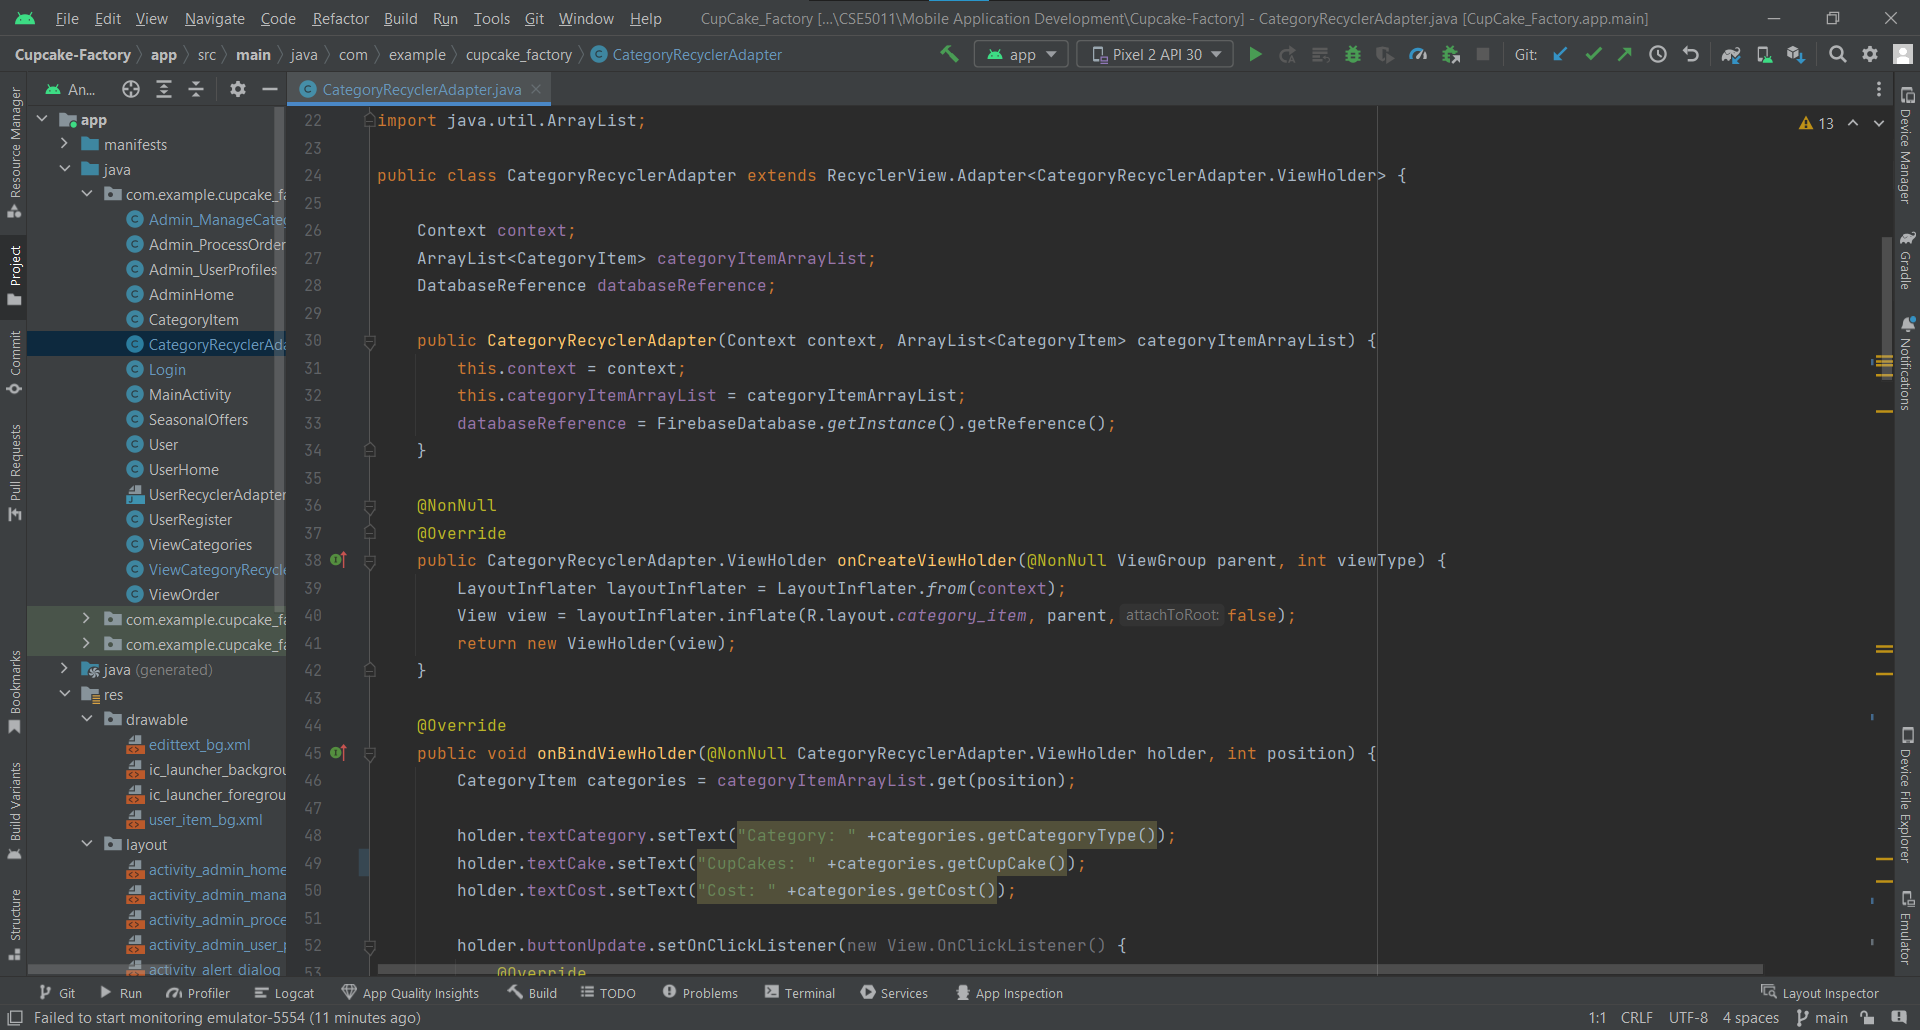 File Edit View Navigate Code Refactor Build Run Tools Git Window Help CupCake_Factory [...\CSE5011\Mobile Application Development\Cupcake-Factory] - CategoryRecyclerAdapter.java [CupCake_Factory.app.main]
Cupcake-Factory app src main java com example cupcake_factory CategoryRecyclerAdapter app Pixel 2 API 30 Git:
An...
CategoryRecyclerAdapter.java
Resource Manager
Project
Commit
Pull Requests
Bookmarks
Build Variants
Structure
app
manifests
java
com.example.cupcake_fa
Admin_ManageCateg
Admin_ProcessOrder
Admin_UserProfiles
AdminHome
CategoryItem
CategoryRecyclerAda
Login
MainActivity
SeasonalOffers
User
UserHome
UserRecyclerAdapter
UserRegister
ViewCategories
ViewCategoryRecycle
ViewOrder
com.example.cupcake_fa
com.example.cupcake_fa
java (generated)
res
drawable
edittext_bg.xml
ic_launcher_backgrou
ic_launcher_foregrou
user_item_bg.xml
layout
activity_admin_home
activity_admin_mana
activity_admin_proce
activity_admin_user_p
activity_alert_dialog
13
22 import java.util.ArrayList;
23
24 public class CategoryRecyclerAdapter extends RecyclerView.Adapter<CategoryRecyclerAdapter.ViewHolder> {
25
26 Context context;
27 ArrayList<CategoryItem> categoryItemArrayList;
28 DatabaseReference databaseReference;
29
30 public CategoryRecyclerAdapter(Context context, ArrayList<CategoryItem> categoryItemArrayList) {
31 this.context = context;
32 this.categoryItemArrayList = categoryItemArrayList;
33 databaseReference = FirebaseDatabase.getInstance().getReference();
34 }
35
36 @NonNull
37 @Override
38 public CategoryRecyclerAdapter.ViewHolder onCreateViewHolder(@NonNull ViewGroup parent, int viewType) {
39 LayoutInflater layoutInflater = LayoutInflater.from(context);
40 View view = layoutInflater.inflate(R.layout.category_item, parent, attachToRoot: false);
41 return new ViewHolder(view);
42 }
43
44 @Override
45 public void onBindViewHolder(@NonNull CategoryRecyclerAdapter.ViewHolder holder, int position) {
46 CategoryItem categories = categoryItemArrayList.get(position);
47
48 holder.textCategory.setText("Category: " +categories.getCategoryType());
49 holder.textCake.setText("CupCakes: " +categories.getCupCake());
50 holder.textCost.setText("Cost: " +categories.getCost());
51
52 holder.buttonUpdate.setOnClickListener(new View.OnClickListener() {
53 @Override
Device Manager
Gradle
Notifications
Device File Explorer
Emulator
Git Run Profiler Logcat App Quality Insights Build TODO Problems Terminal Services App Inspection Layout Inspector
Failed to start monitoring emulator-5554 (11 minutes ago) 1:1 CRLF UTF-8 4 spaces main